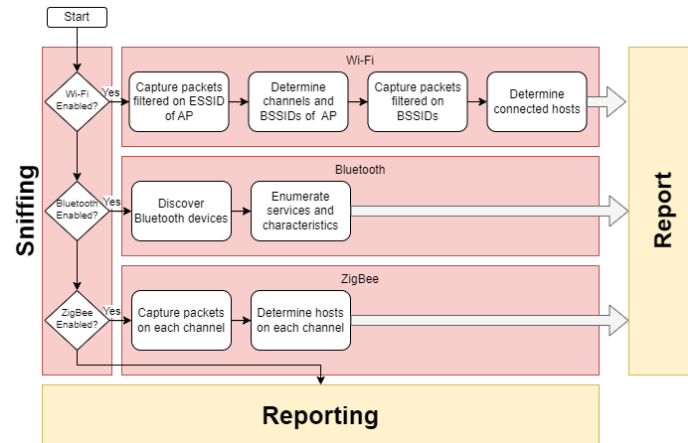 Start
Sniffing
Wi-Fi
Wi-Fi
Enabled?
Yes
Capture packets
filtered on ESSID
of AP
Determine
channels and
BSSIDs of AP
Capture packets
filtered on
BSSIDs
Determine
connected hosts
Bluetooth
Bluetooth
Enabled?
Yes
Discover
Bluetooth devices
Enumerate
services and
characteristics
ZigBee
ZigBee
Enabled?
Yes
Capture packets
on each channel
Determine hosts
on each channel
Report
Reporting